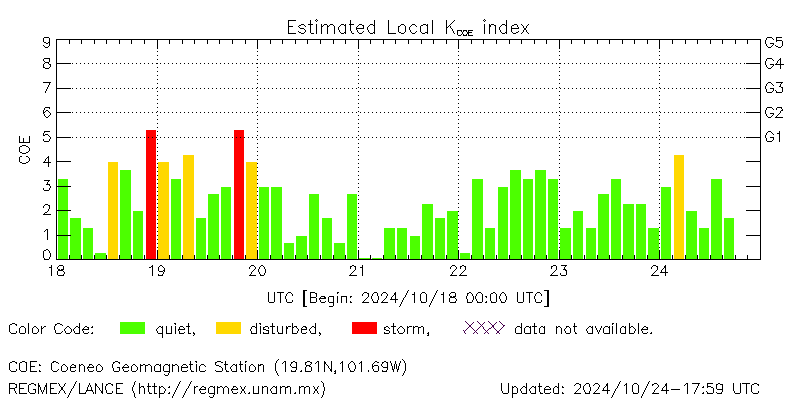 Estimated Local KCOE index
9 G5
8 G4
7 G3
6 G2
5 G1
COE
4
3
2
1
0
18 19 20 21 22 23 24
UTC [Begin: 2024/10/18 00:00 UTC]
Color Code: quiet, disturbed, storm, data not available.
COE: Coeneo Geomagnetic Station (19.81N,101.69W)
REGMEX/LANCE (http://regmex.unam.mx) Updated: 2024/10/24-17:59 UTC